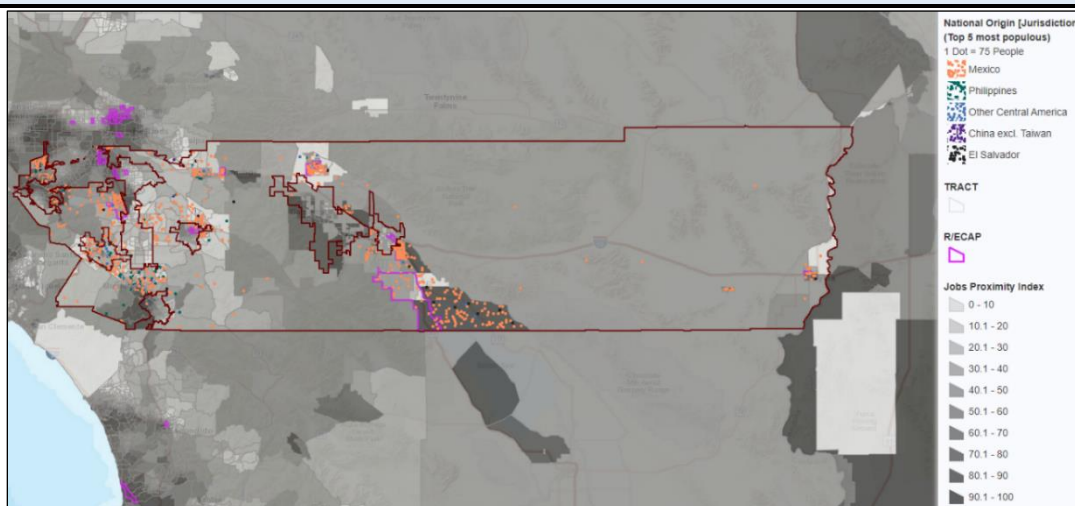 National Origin [Jurisdiction
(Top 5 most populous)
1 Dot = 75 People
Mexico
Philippines
Other Central America
China excl. Taiwan
El Salvador
TRACT
R/ECAP
Jobs Proximity Index
0 - 10
10.1 - 20
20.1 - 30
30.1 - 40
40.1 - 50
50.1 - 60
60.1 - 70
70.1 - 80
80.1 - 90
90.1 - 100
Twentynine
Palms